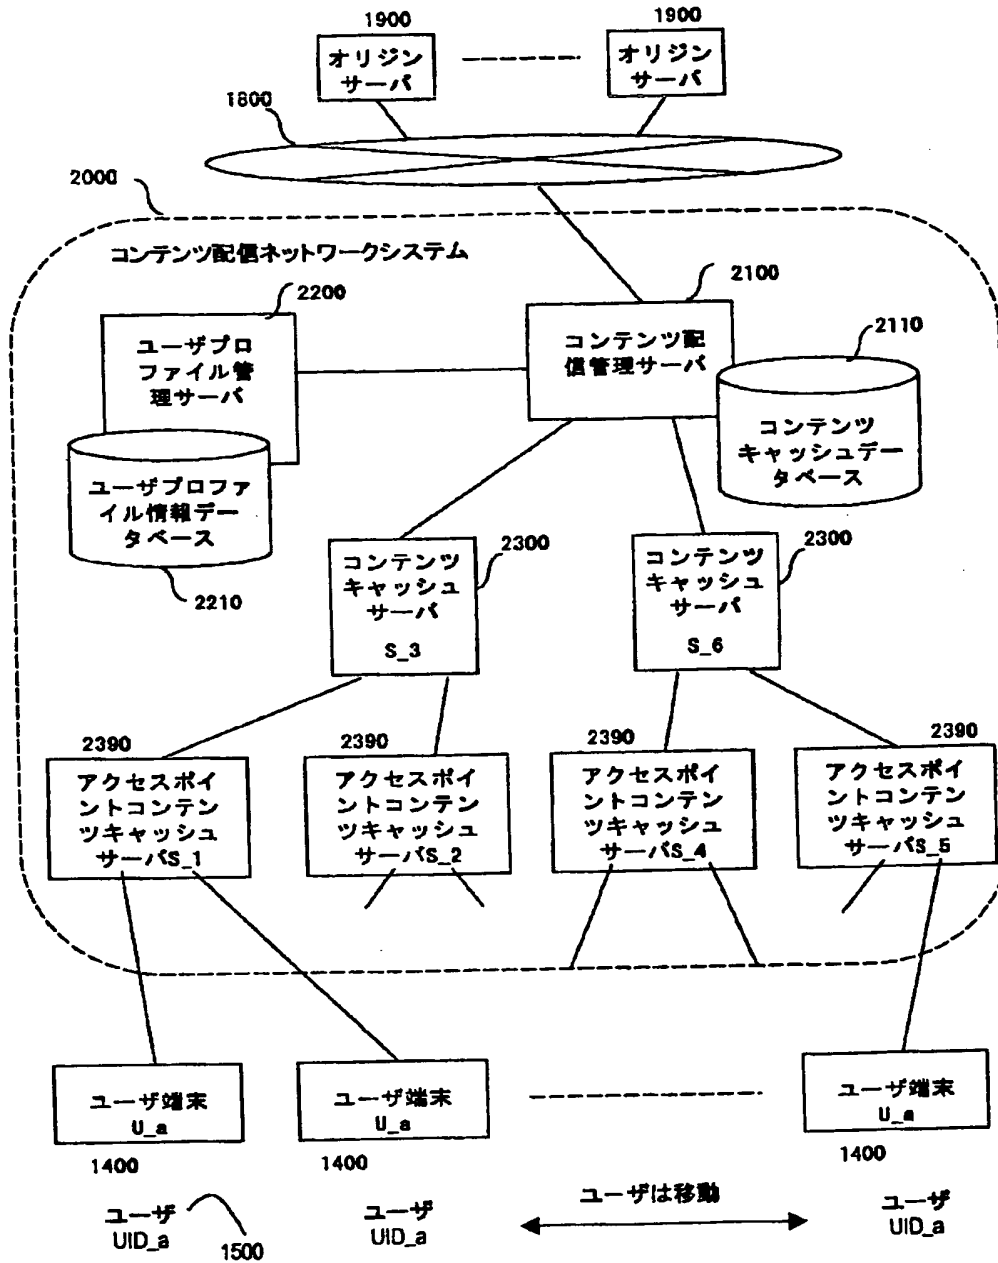 1900
1900
オリジン
サーバ
オリジン
サーバ
1800
2000
コンテンツ配信ネットワークシステム
2200
2100
ユーザプロ
ファイル管
理サーバ
コンテンツ配
信管理サーバ
2110
コンテンツ
キャッシュデー
タベース
ユーザプロファ
イル情報デー
タベース
2210
2300
コンテンツ
キャッシュ
サーバ
S_3
2300
コンテンツ
キャッシュ
サーバ
S_6
2390
アクセスポイ
ントコンテン
ツキャッシュ
サーバS_1
2390
アクセスポイ
ントコンテン
ツキャッシュ
サーバS_2
2390
アクセスポイ
ントコンテン
ツキャッシュ
サーバS_4
2390
アクセスポイ
ントコンテン
ツキャッシュ
サーバS_5
ユーザ端末
U_a
ユーザ端末
U_a
ユーザ端末
U_a
1400
1400
1400
ユーザ
UID_a
1500
ユーザ
UID_a
ユーザは移動
ユーザ
UID_a